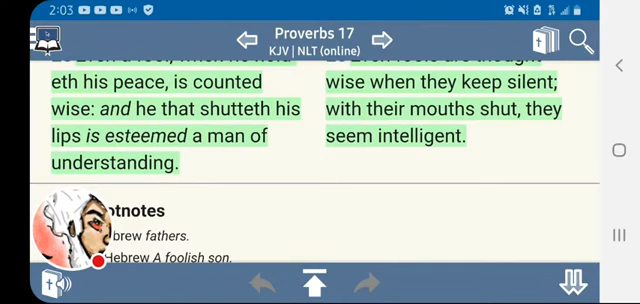 2:03
Proverbs 17
KJV | NLT (online)
eth his peace, is counted
wise: and he that shutteth his
lips is esteemed a man of
understanding.
wise when they keep silent;
with their mouths shut, they
seem intelligent.
otnotes
brew fathers.
Hebrew A foolish son.